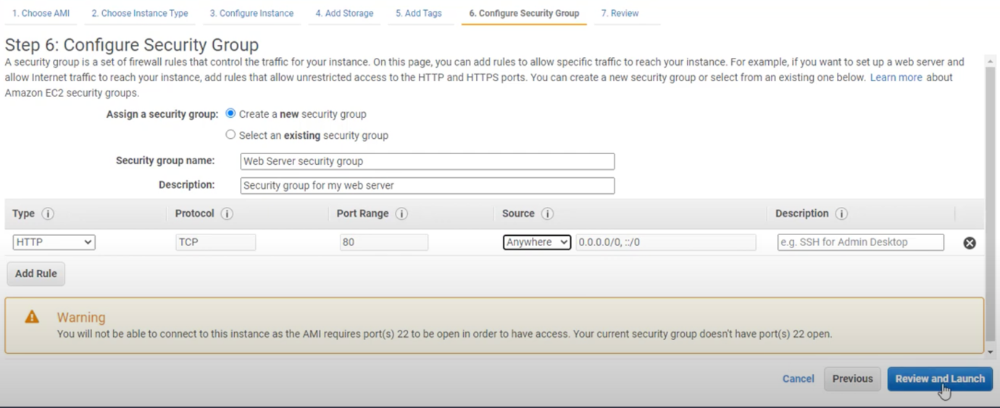 1. Choose AMI 2. Choose Instance Type 3. Configure Instance 4. Add Storage 5. Add Tags 6. Configure Security Group 7. Review
Step 6: Configure Security Group
A security group is a set of firewall rules that control the traffic for your instance. On this page, you can add rules to allow specific traffic to reach your instance. For example, if you want to set up a web server and
allow Internet traffic to reach your instance, add rules that allow unrestricted access to the HTTP and HTTPS ports. You can create a new security group or select from an existing one below. Learn more about
Amazon EC2 security groups.
Assign a security group: Create a new security group
Select an existing security group
Security group name: Web Server security group
Description: Security group for my web server
Type i Protocol i Port Range i Source i Description i
HTTP TCP 80 Anywhere 0.0.0.0/0, ::/0 e.g. SSH for Admin Desktop
Add Rule
Warning
You will not be able to connect to this instance as the AMI requires port(s) 22 to be open in order to have access. Your current security group doesn't have port(s) 22 open.
Cancel Previous Review and Launch